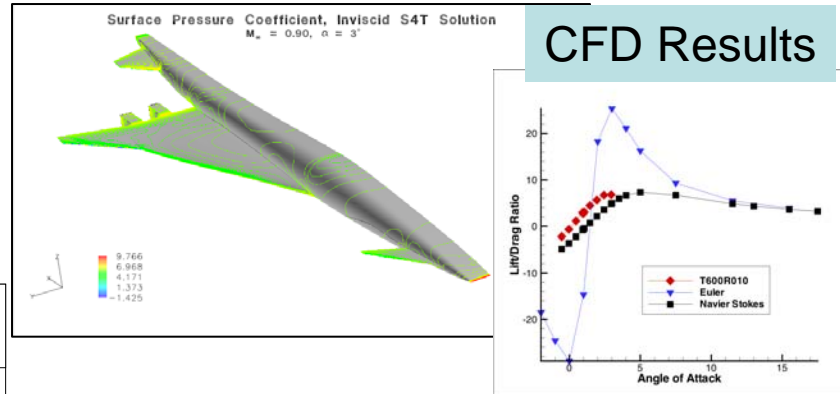 Surface Pressure Coefficient, Inviscid S4T Solution
M∞ = 0.90, α = 3°
CFD Results
z
y
x
9.766
6.968
4.171
1.373
-1.425
Lift/Drag Ratio
20
10
0
-10
-20
T600R010
Euler
Navier Stokes
0 5 10 15
Angle of Attack